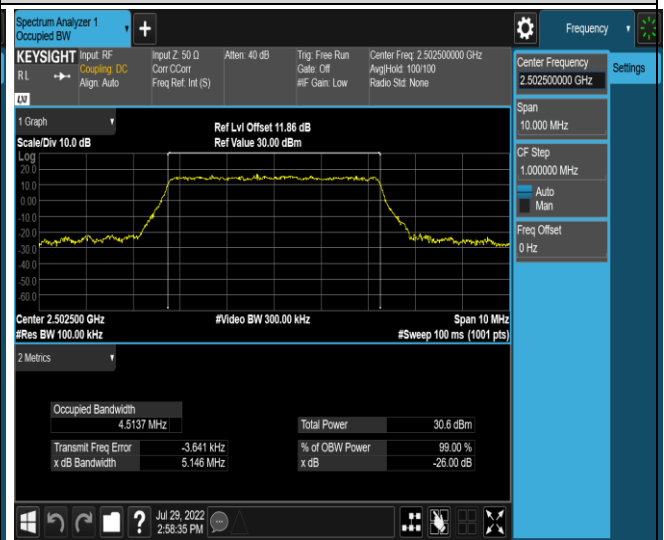 Spectrum Analyzer 1
Occupied BW
Frequency
KEYSIGHT
Input: RF
Input Z: 50 Ω
Atten: 40 dB
Trig: Free Run
Center Freq: 2.502500000 GHz
R L
Coupling: DC
Corr CCorr
Gate: Off
Avg|Hold: 100/100
Align: Auto
Freq Ref: Int (S)
#IF Gain: Low
Radio Std: None
Center Frequency
2.502500000 GHz
Settings
Span
10.000 MHz
CF Step
1.000000 MHz
Auto
Man
Freq Offset
0 Hz
1 Graph
Ref Lvl Offset 11.86 dB
Scale/Div 10.0 dB
Ref Value 30.00 dBm
Log
20.0
10.0
0.00
-10.0
-20.0
-30.0
-40.0
-50.0
-60.0
Center 2.502500 GHz
#Video BW 300.00 kHz
Span 10 MHz
#Res BW 100.00 kHz
#Sweep 100 ms (1001 pts)
2 Metrics
Occupied Bandwidth
4.5137 MHz
Total Power
30.6 dBm
Transmit Freq Error
-3.641 kHz
% of OBW Power
99.00 %
x dB Bandwidth
5.146 MHz
x dB
-26.00 dB
?
Jul 29, 2022
2:58:35 PM